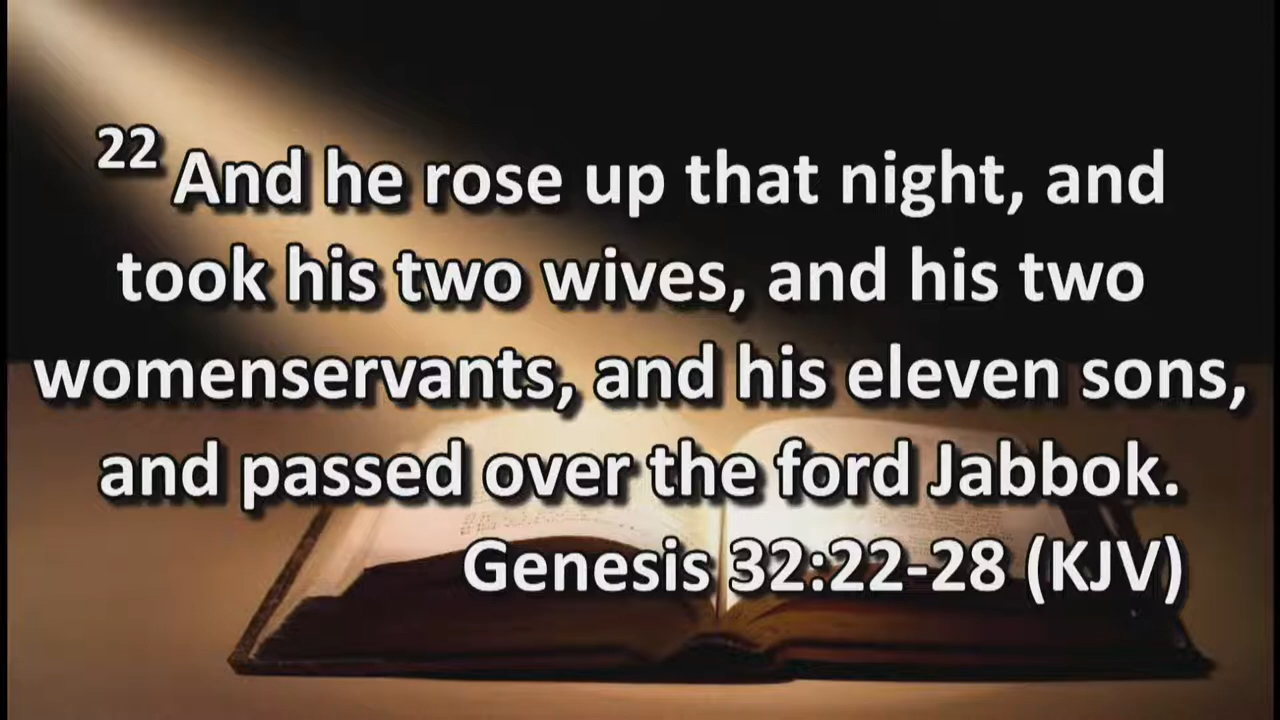 22 And he rose up that night, and
took his two wives, and his two
womenservants, and his eleven sons,
and passed over the ford Jabbok.
Genesis 32:22-28 (KJV)